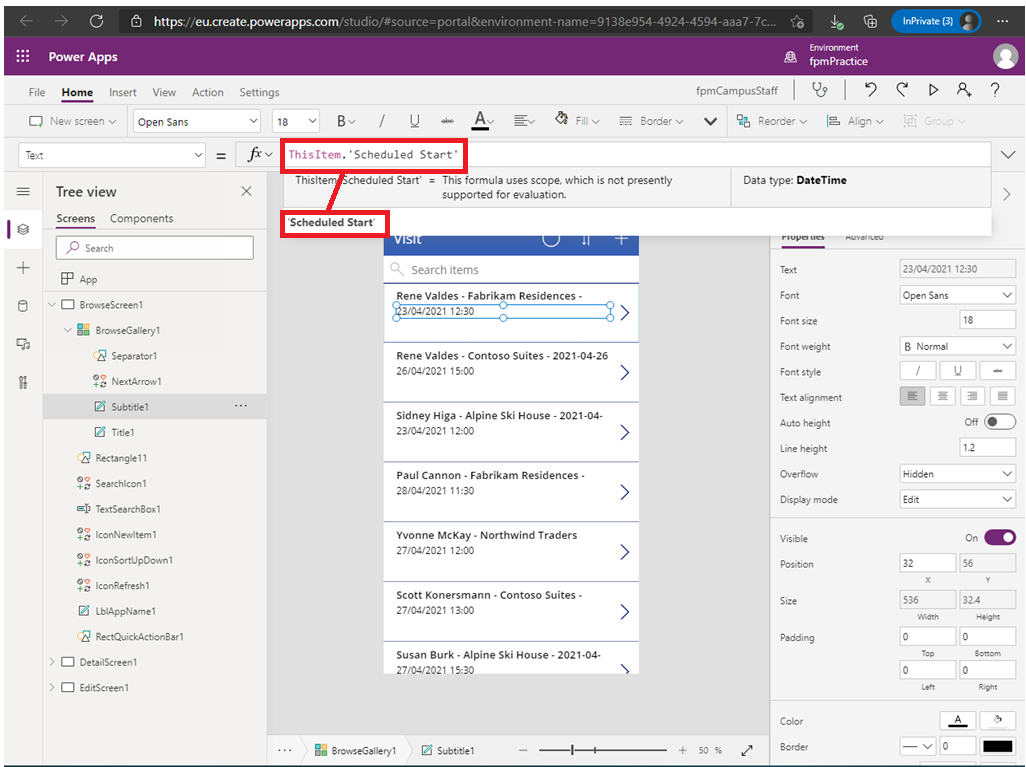 https://eu.create.powerapps.com/studio/#source=portal&environment-name=9138e954-4924-4594-aaa7-7c...
InPrivate (3)
Power Apps
Environment
fpmPractice
File Home Insert View Action Settings
fpmCampusStaff
New screen
Open Sans
18
B
/
U
abc
A
Fill
Border
Reorder
Align
Group
Text
=
fx
ThisItem.'Scheduled Start'
ThisItem.'Scheduled Start' = This formula uses scope, which is not presently
supported for evaluation.
Data type: DateTime
'Scheduled Start'
Tree view
Screens Components
Search
App
BrowseScreen1
BrowseGallery1
Separator1
NextArrow1
Subtitle1 ...
Title1
Rectangle11
SearchIcon1
TextSearchBox1
IconNewItem1
IconSortUpDown1
IconRefresh1
LblAppName1
RectQuickActionBar1
DetailScreen1
EditScreen1
Visit
Search items
Rene Valdes - Fabrikam Residences -
23/04/2021 12:30
Rene Valdes - Contoso Suites - 2021-04-26
26/04/2021 15:00
Sidney Higa - Alpine Ski House - 2021-04-
23/04/2021 12:00
Paul Cannon - Fabrikam Residences -
28/04/2021 11:30
Yvonne McKay - Northwind Traders
27/04/2021 12:00
Scott Konersmann - Contoso Suites -
27/04/2021 13:00
Susan Burk - Alpine Ski House - 2021-04-
27/04/2021 15:30
... BrowseGallery1 Subtitle1
50 %
Properties Advanced
Text 23/04/2021 12:30
Font Open Sans
Font size 18
Font weight B Normal
Font style / U abc
Text alignment
Auto height Off
Line height 1.2
Overflow Hidden
Display mode Edit
Visible On
Position 32 56
X Y
Size 536 32.4
Width Height
Padding 0 0
Top Bottom
0 0
Left Right
Color A
Border 0